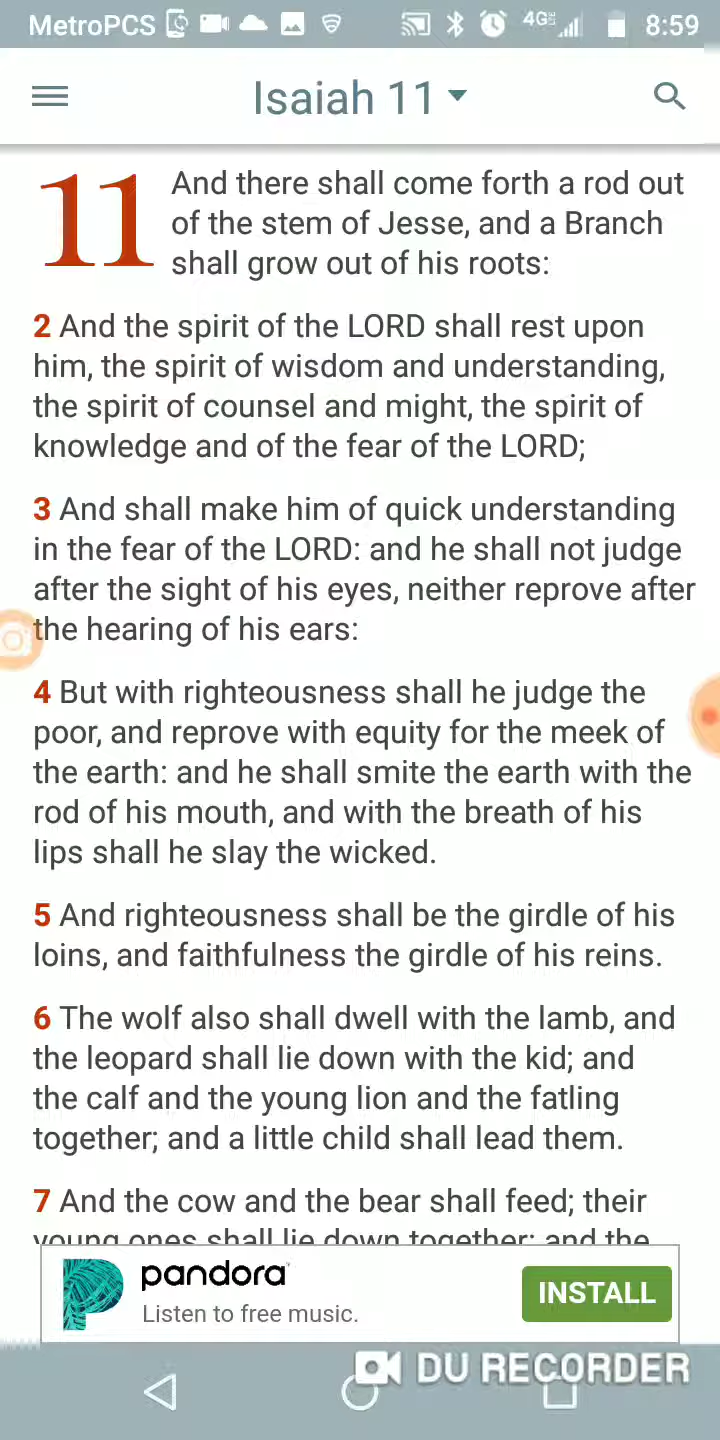 MetroPCS 4GLTE 8:59
Isaiah 11
11 And there shall come forth a rod out
of the stem of Jesse, and a Branch
shall grow out of his roots:
2 And the spirit of the LORD shall rest upon
him, the spirit of wisdom and understanding,
the spirit of counsel and might, the spirit of
knowledge and of the fear of the LORD;
3 And shall make him of quick understanding
in the fear of the LORD: and he shall not judge
after the sight of his eyes, neither reprove after
the hearing of his ears:
4 But with righteousness shall he judge the
poor, and reprove with equity for the meek of
the earth: and he shall smite the earth with the
rod of his mouth, and with the breath of his
lips shall he slay the wicked.
5 And righteousness shall be the girdle of his
loins, and faithfulness the girdle of his reins.
6 The wolf also shall dwell with the lamb, and
the leopard shall lie down with the kid; and
the calf and the young lion and the fatling
together; and a little child shall lead them.
7 And the cow and the bear shall feed; their
young ones shall lie down together: and the
pandora
Listen to free music.
INSTALL
DU RECORDER